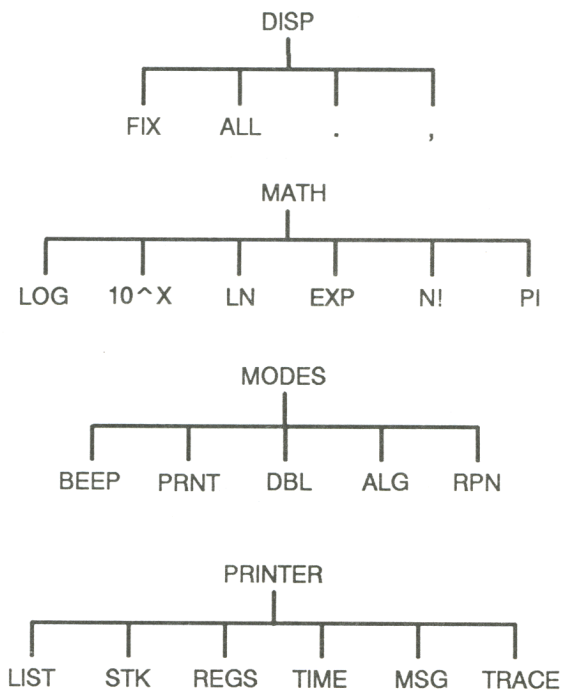 DISP
FIX ALL . ,
MATH
LOG 10^X LN EXP N! PI
MODES
BEEP PRNT DBL ALG RPN
PRINTER
LIST STK REGS TIME MSG TRACE